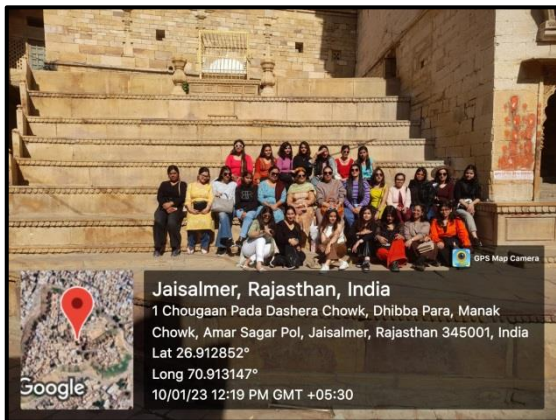 GPS Map Camera
Jaisalmer, Rajasthan, India
1 Chougaan Pada Dashera Chowk, Dhibba Para, Manak
Chowk, Amar Sagar Pol, Jaisalmer, Rajasthan 345001, India
Lat 26.912852°
Long 70.913147°
10/01/23 12:19 PM GMT +05:30
Google